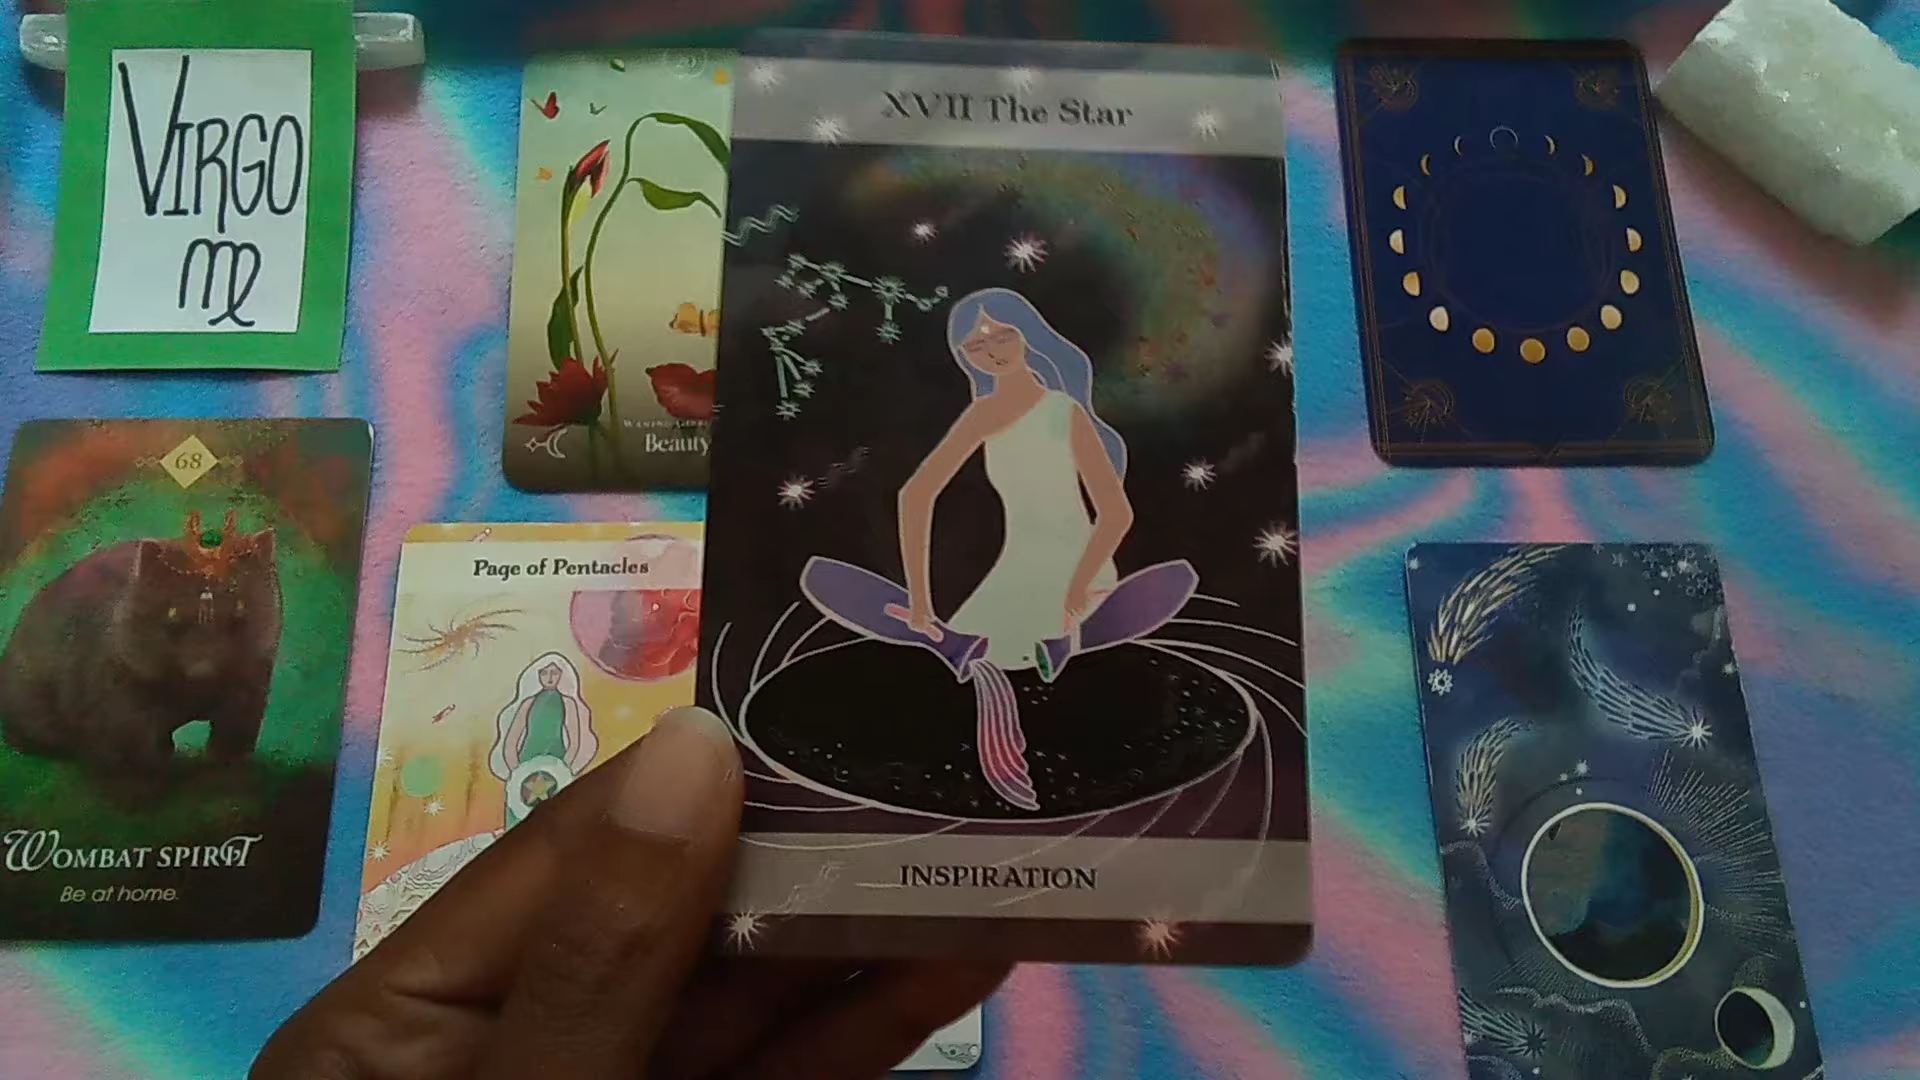 VIRGO
♍
XVII The Star
Beauty
68
Page of Pentacles
WOMBAT SPIRIT
Be at home.
INSPIRATION